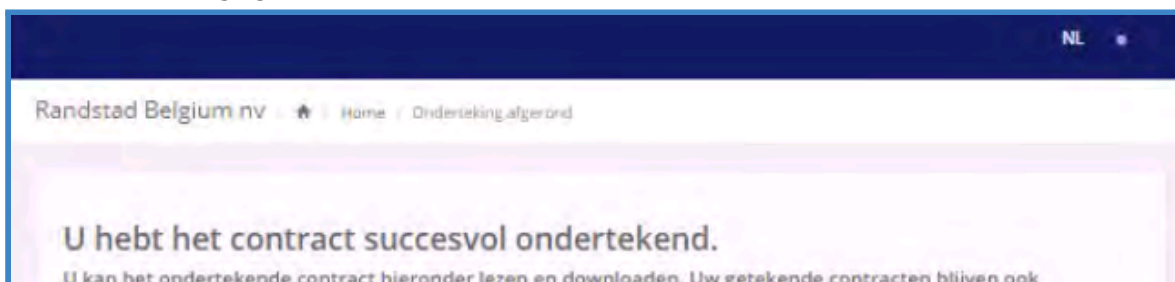 NL
Randstad Belgium nv Home / Onderteking afgerond
U hebt het contract succesvol ondertekend.
U kan het ondertekende contract hieronder lezen en downloaden. Uw getekende contracten blijven ook